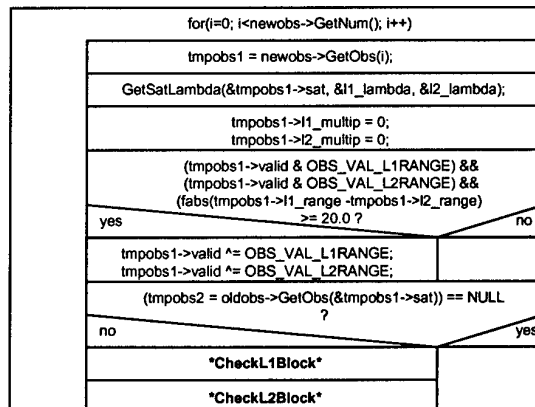 for(i=0; i<newobs->GetNum(); i++)
tmpobs1 = newobs->GetObs(i);
GetSatLambda(&tmpobs1->sat, &l1_lambda, &l2_lambda);
tmpobs1->l1_multip = 0;
tmpobs1->l2_multip = 0;
(tmpobs1->valid & OBS_VAL_L1RANGE) &&
(tmpobs1->valid & OBS_VAL_L2RANGE) &&
(fabs(tmpobs1->l1_range -tmpobs1->l2_range)
>= 20.0 ?
yes
no
tmpobs1->valid ^= OBS_VAL_L1RANGE;
tmpobs1->valid ^= OBS_VAL_L2RANGE;
(tmpobs2 = oldobs->GetObs(&tmpobs1->sat)) == NULL
?
no
yes
*CheckL1Block*
*CheckL2Block*